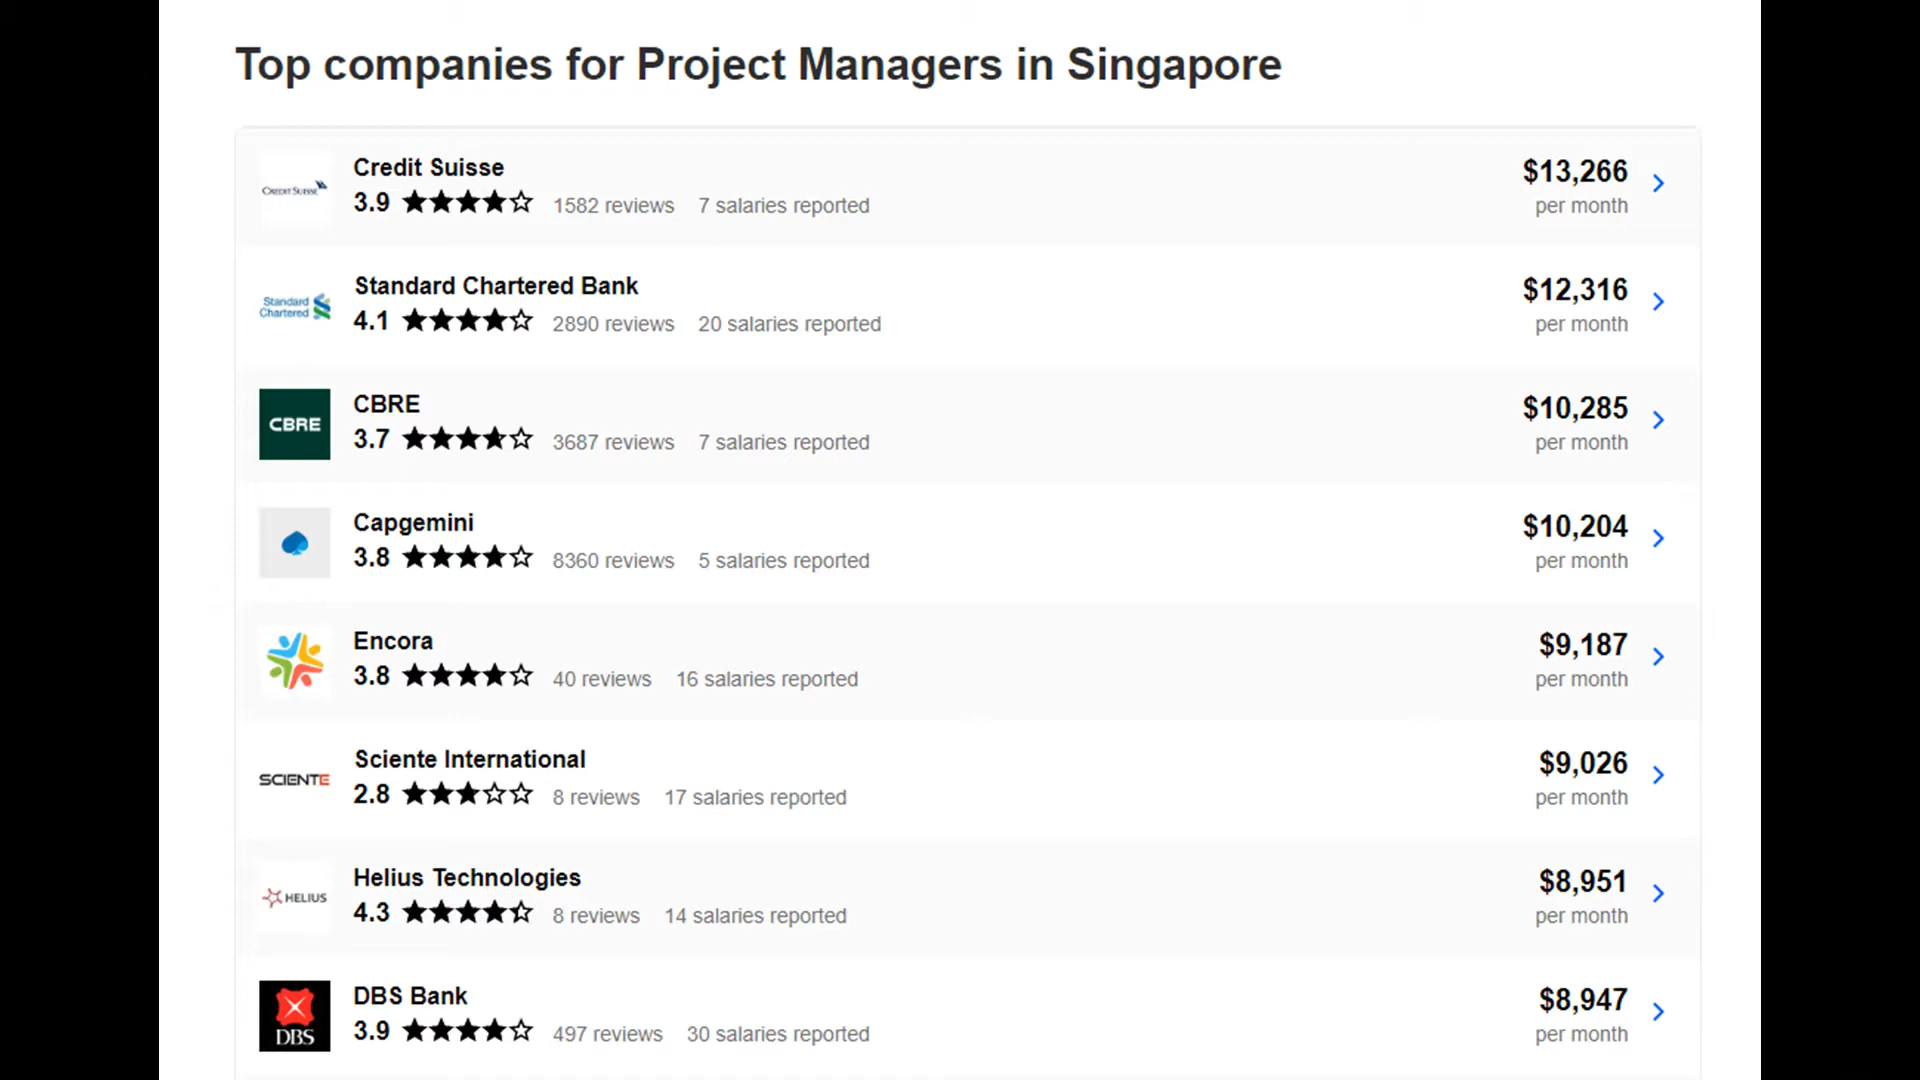 Top companies for Project Managers in Singapore
CREDIT SUISSE
Credit Suisse
3.9 1582 reviews 7 salaries reported
$13,266
per month
Standard
Chartered
Standard Chartered Bank
4.1 2890 reviews 20 salaries reported
$12,316
per month
CBRE
CBRE
3.7 3687 reviews 7 salaries reported
$10,285
per month
Capgemini
3.8 8360 reviews 5 salaries reported
$10,204
per month
Encora
3.8 40 reviews 16 salaries reported
$9,187
per month
SCIENTE
Sciente International
2.8 8 reviews 17 salaries reported
$9,026
per month
HELIUS
Helius Technologies
4.3 8 reviews 14 salaries reported
$8,951
per month
DBS
DBS Bank
3.9 497 reviews 30 salaries reported
$8,947
per month